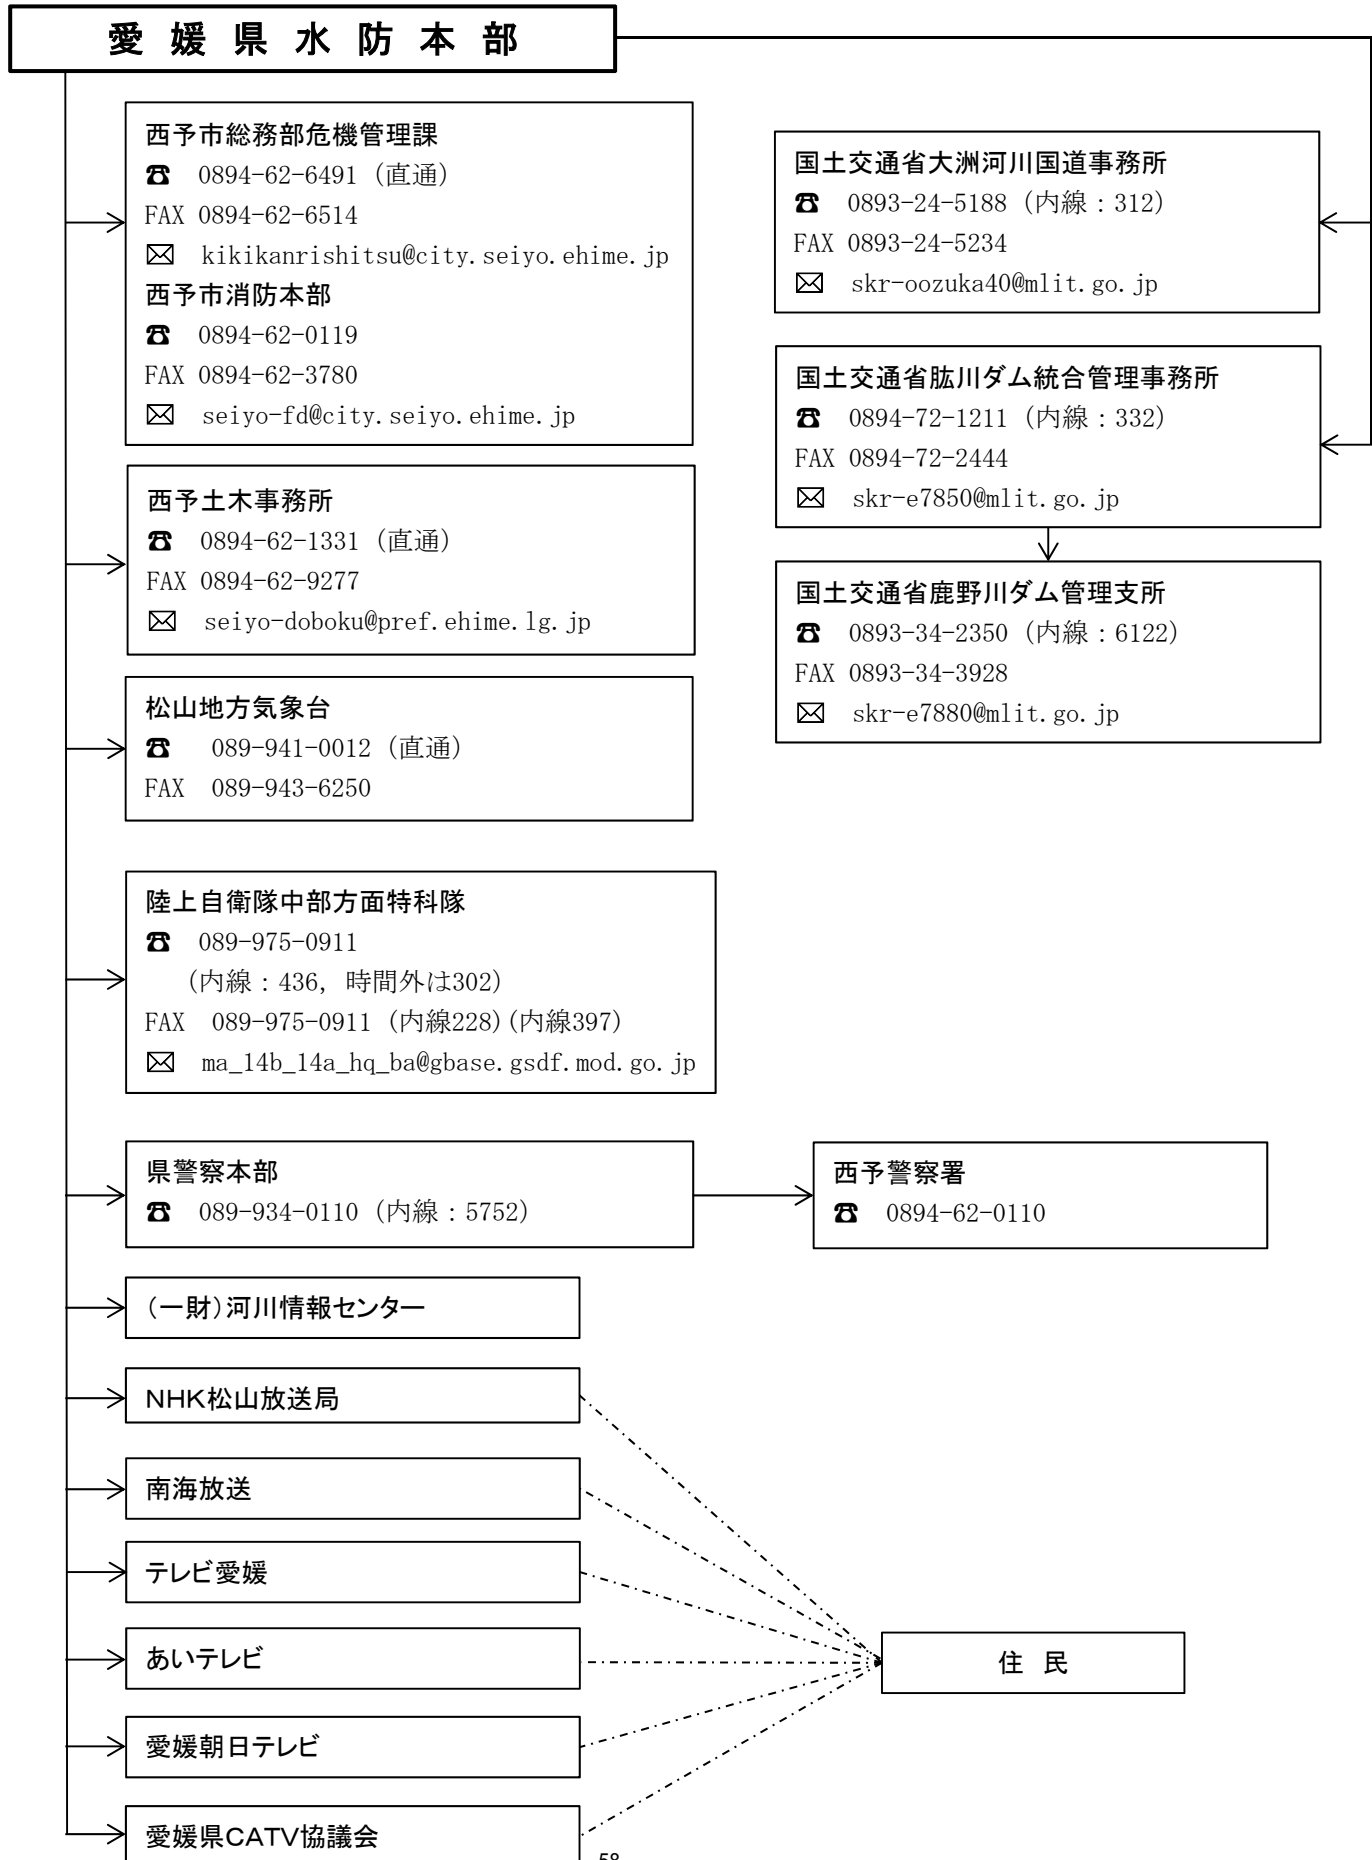 愛媛県水防本部
西予市総務部危機管理課
☎ 0894-62-6491（直通）
FAX 0894-62-6514
✉ kikikanrishitsu@city.seiyo.ehime.jp
西予市消防本部
☎ 0894-62-0119
FAX 0894-62-3780
✉ seiyo-fd@city.seiyo.ehime.jp
西予土木事務所
☎ 0894-62-1331（直通）
FAX 0894-62-9277
✉ seiyo-doboku@pref.ehime.lg.jp
松山地方気象台
☎ 089-941-0012（直通）
FAX 089-943-6250
陸上自衛隊中部方面特科隊
☎ 089-975-0911
（内線：436，時間外は302）
FAX 089-975-0911（内線228）（内線397）
✉ ma_14b_14a_hq_ba@gbase.gsdf.mod.go.jp
県警察本部
☎ 089-934-0110（内線：5752）
（一財）河川情報センター
NHK松山放送局
南海放送
テレビ愛媛
あいテレビ
愛媛朝日テレビ
愛媛県CATV協議会
国土交通省大洲河川国道事務所
☎ 0893-24-5188（内線：312）
FAX 0893-24-5234
✉ skr-oozuka40@mlit.go.jp
国土交通省肱川ダム統合管理事務所
☎ 0894-72-1211（内線：332）
FAX 0894-72-2444
✉ skr-e7850@mlit.go.jp
国土交通省鹿野川ダム管理支所
☎ 0893-34-2350（内線：6122）
FAX 0893-34-3928
✉ skr-e7880@mlit.go.jp
西予警察署
☎ 0894-62-0110
住民